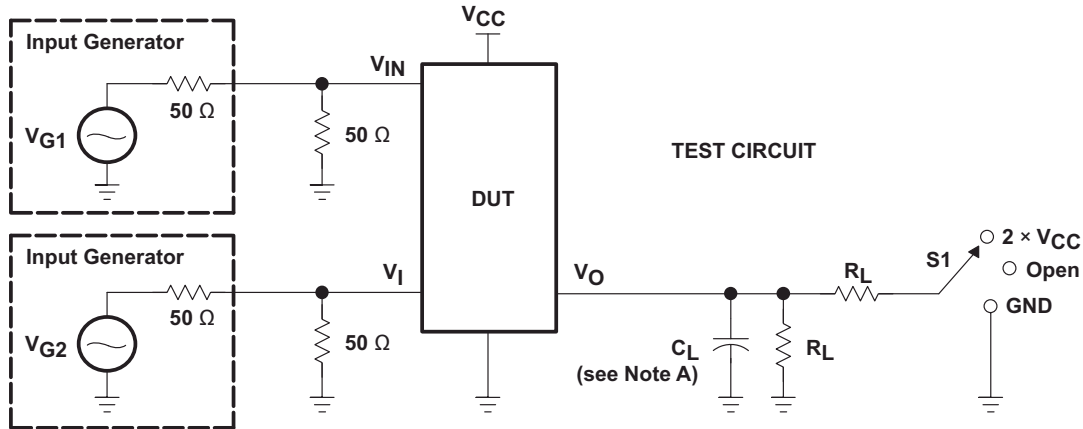 VCC
Input Generator
VIN
50 Ω
VG1
50 Ω
TEST CIRCUIT
DUT
Input Generator
VI
50 Ω
VG2
50 Ω
VO
RL
S1
2 × VCC
Open
GND
CL
(see Note A)
RL